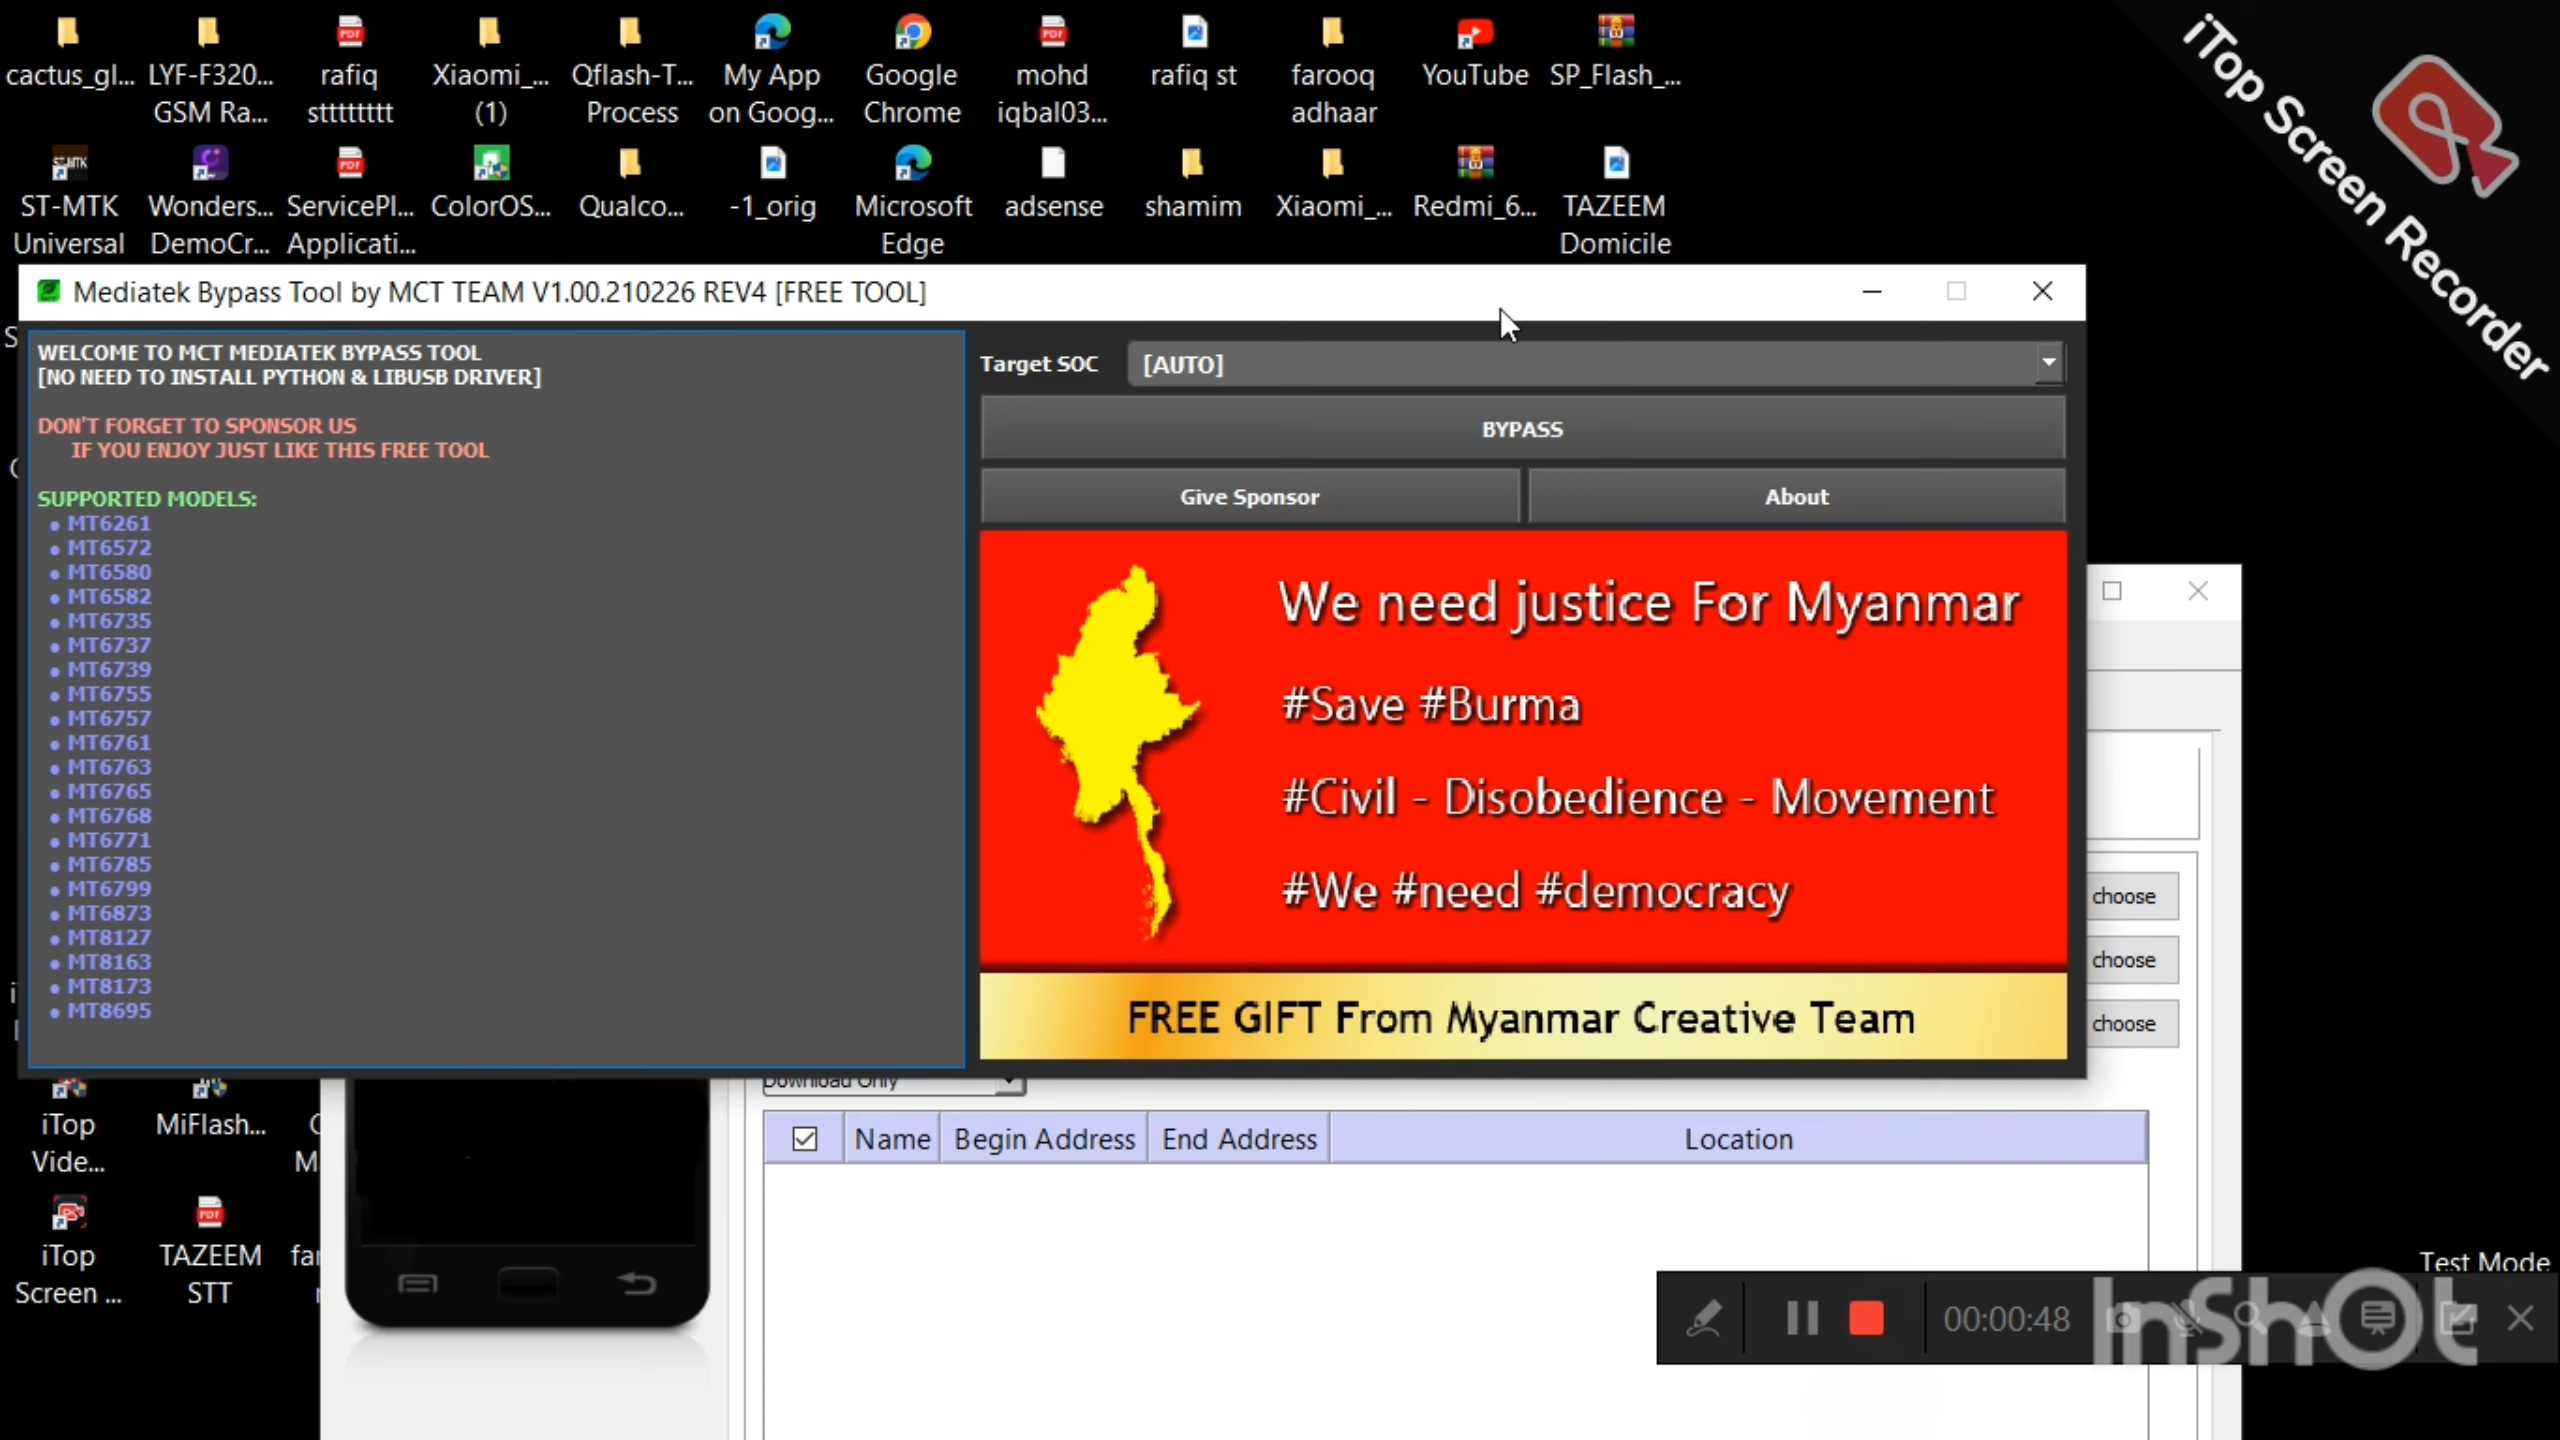 cactus_gl...
LYF-F320...
GSM Ra...
rafiq
stttttttt
Xiaomi_...
(1)
Qflash-T...
Process
My App
on Goog...
Google
Chrome
mohd
iqbal03...
rafiq st
farooq
adhaar
YouTube
SP_Flash_...
iTop Screen Recorder
ST-MTK
Universal
Wonders...
DemoCr...
ServicePl...
Applicati...
ColorOS...
Qualco...
-1_orig
Microsoft
Edge
adsense
shamim
Xiaomi_...
Redmi_6...
TAZEEM
Domicile
Mediatek Bypass Tool by MCT TEAM V1.00.210226 REV4 [FREE TOOL]
WELCOME TO MCT MEDIATEK BYPASS TOOL
[NO NEED TO INSTALL PYTHON & LIBUSB DRIVER]
DON'T FORGET TO SPONSOR US
IF YOU ENJOY JUST LIKE THIS FREE TOOL
SUPPORTED MODELS:
• MT6261
• MT6572
• MT6580
• MT6582
• MT6735
• MT6737
• MT6739
• MT6755
• MT6757
• MT6761
• MT6763
• MT6765
• MT6768
• MT6771
• MT6785
• MT6799
• MT6873
• MT8127
• MT8163
• MT8173
• MT8695
Target SOC [AUTO]
BYPASS
Give Sponsor
About
We need justice For Myanmar
#Save #Burma
#Civil - Disobedience - Movement
#We #need #democracy
FREE GIFT From Myanmar Creative Team
choose
choose
choose
Download Only
Name Begin Address End Address Location
iTop
Vide...
MiFlash...
iTop
Screen ...
TAZEEM
STT
Test Mode
00:00:48
InShOt